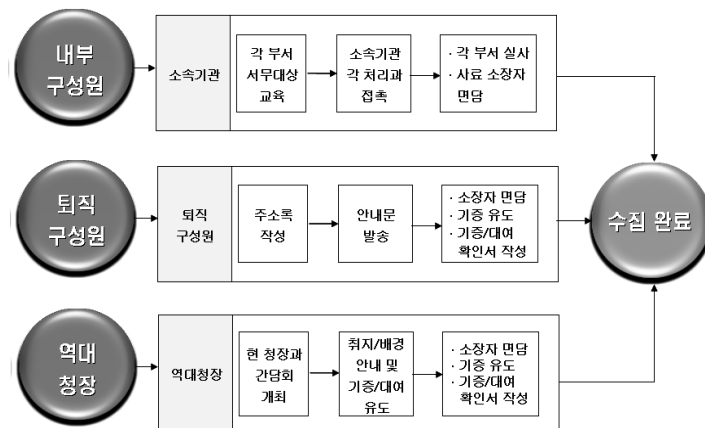 내부
구성원
소속기관
각 부서
서무대상
교육
소속기관
각 처리과
접촉
· 각 부서 실사
· 사료 소장자
면담
퇴직
구성원
퇴직
구성원
주소록
작성
안내문
발송
· 소장자 면담
· 기증 유도
· 기증/대여
확인서 작성
수집 완료
역대
청장
역대청장
현 청장과
간담회
개최
취지/배경
안내 및
기증/대여
유도
· 소장자 면담
· 기증 유도
· 기증/대여
확인서 작성